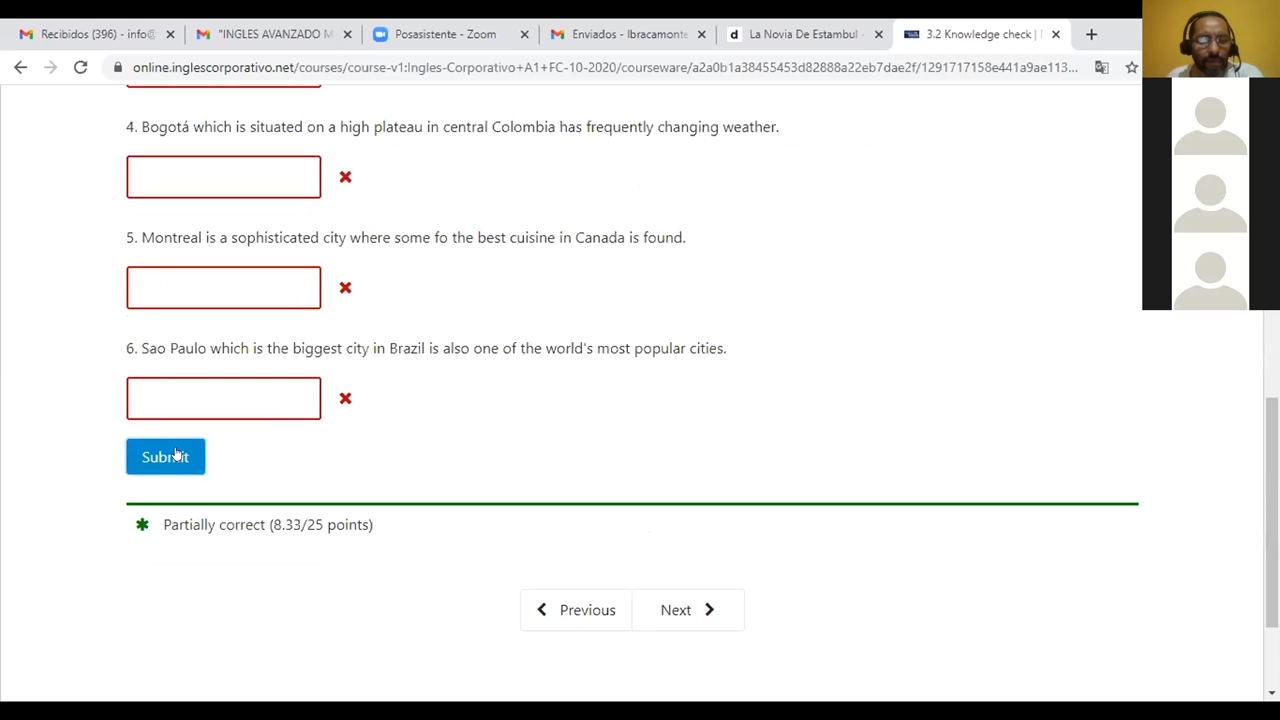 Recibidos (396) - info@
"INGLES AVANZADO M
Posasistente - Zoom
Enviados - Ibracamonte
d La Novia De Estambul -
3.2 Knowledge check |
online.inglescorporativo.net/courses/course-v1:Ingles-Corporativo+A1+FC-10-2020/courseware/a2a0b1a38455453d82888a22eb7dae2f/1291717158e441a9ae113...
4. Bogotá which is situated on a high plateau in central Colombia has frequently changing weather.
5. Montreal is a sophisticated city where some fo the best cuisine in Canada is found.
6. Sao Paulo which is the biggest city in Brazil is also one of the world's most popular cities.
Submit
Partially correct (8.33/25 points)
Previous
Next